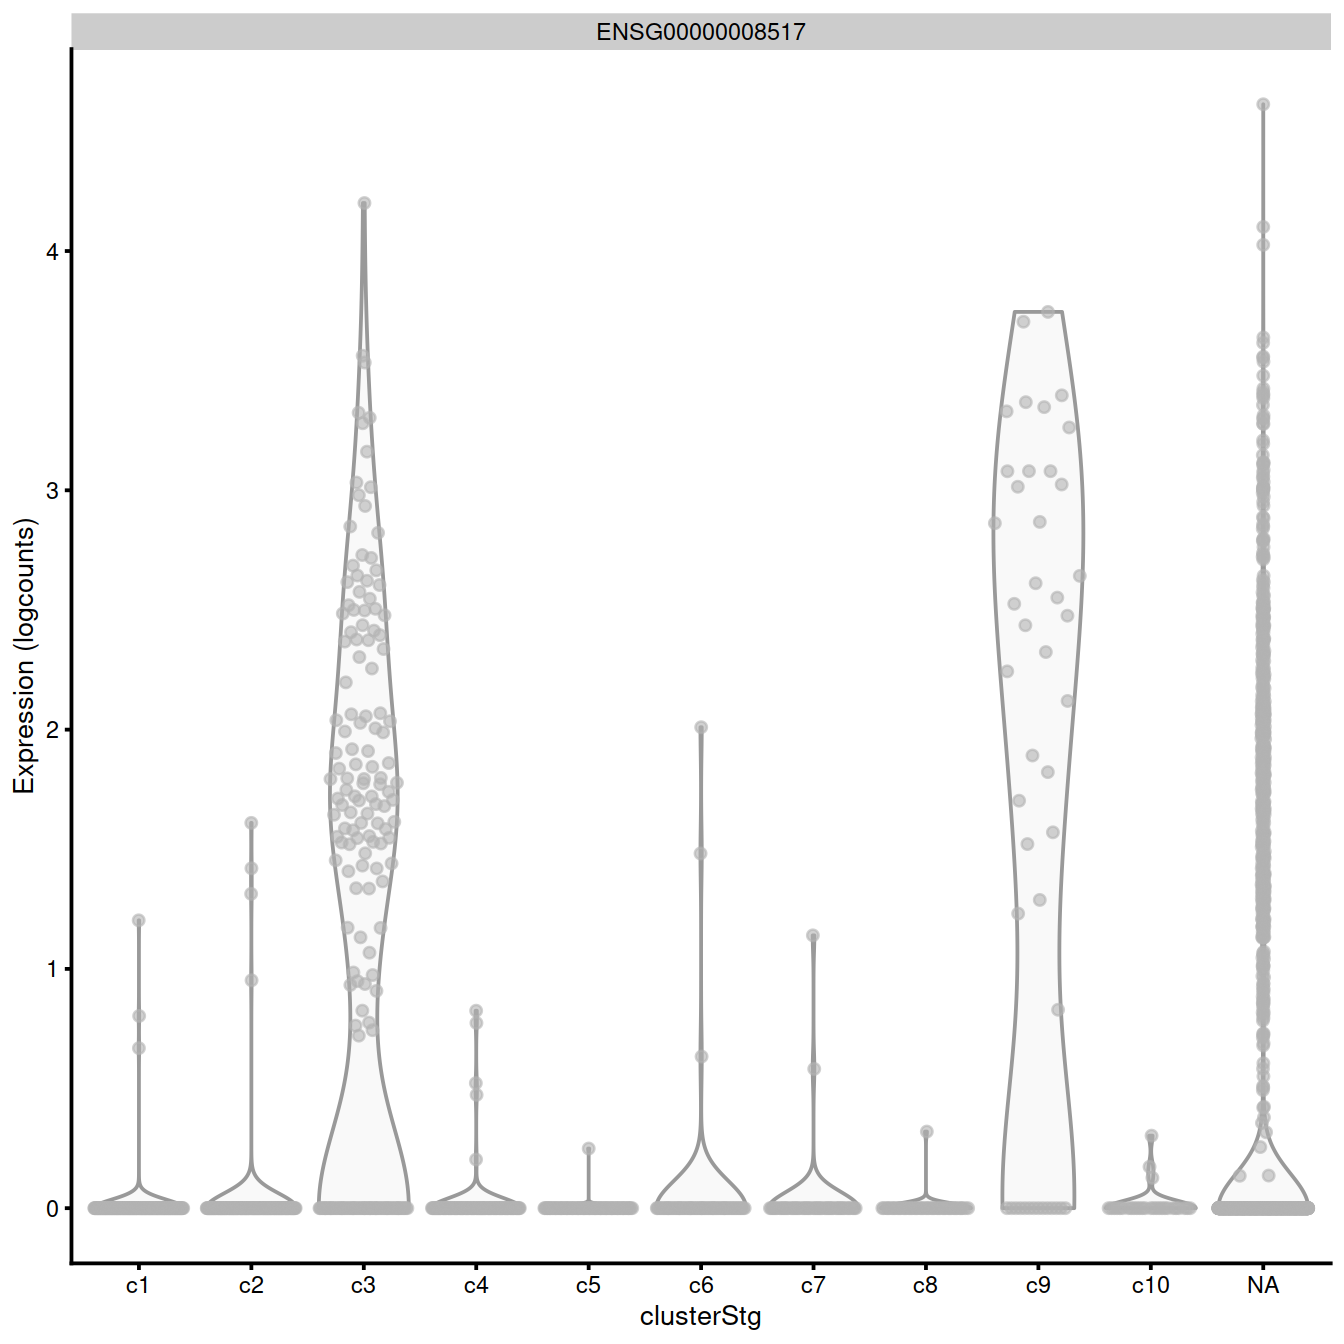 ENSG00000008517
4
3
2
1
0
Expression (logcounts)
c1 c2 c3 c4 c5 c6 c7 c8 c9 c10 NA
clusterStg